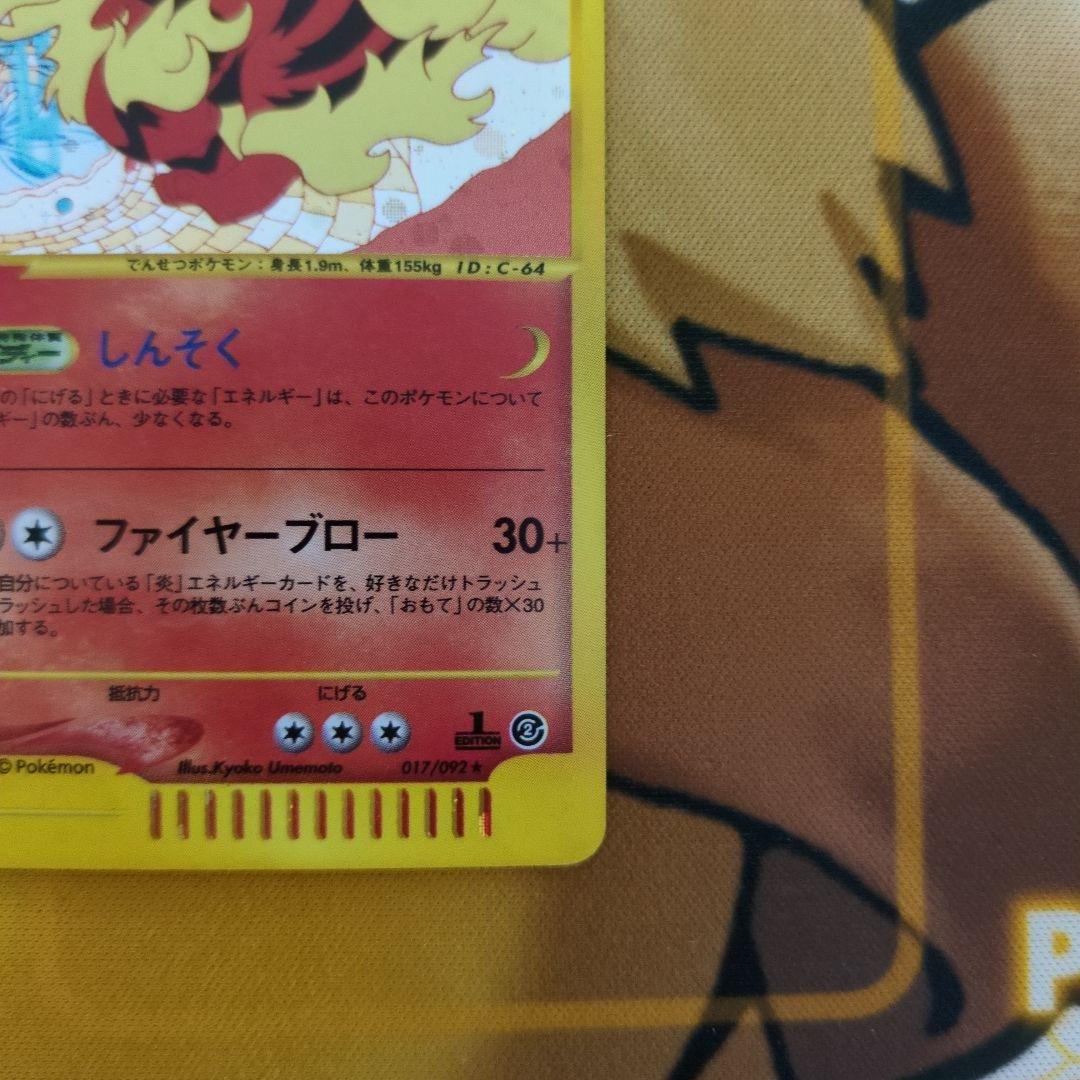 でんせつポケモン：身長1.9m、体重155kg ID：C-64
ディー しんそく
の「にげる」ときに必要な「エネルギー」は、このポケモンについて
ギー」の数ぶん、少なくなる。
ファイヤーブロー 30+
自分についている「炎」エネルギーカードを、好きなだけトラッシュ
ラッシュした場合、その枚数ぶんコインを投げ、「おもて」の数×30
加する。
抵抗力 にげる
1 EDITION 2
© Pokémon Illus.Kyoko Umemoto 017/092★
P